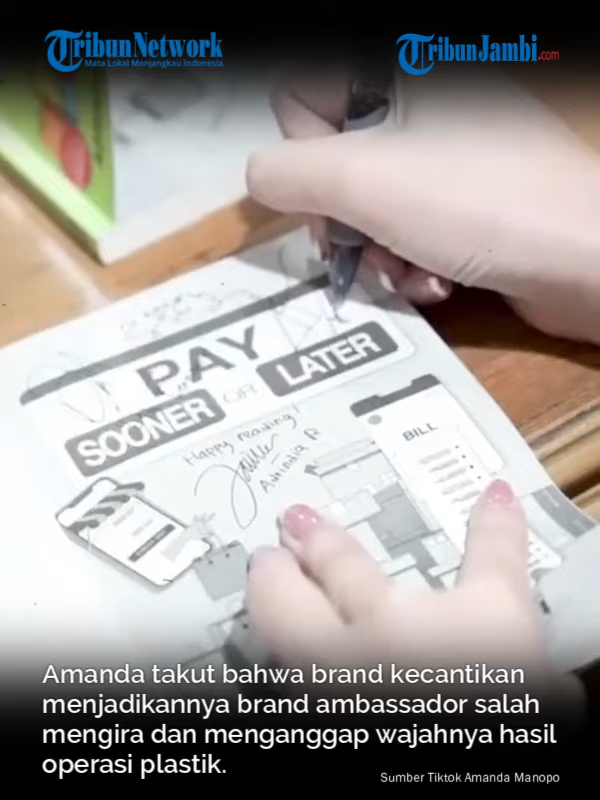 TribunNetwork
Mata Lokal Menjangkau Indonesia
TribunJambi.com
PAY
SOONER OR LATER
Happy reading!
BILL
Amanda takut bahwa brand kecantikan
menjadikannya brand ambassador salah
mengira dan menganggap wajahnya hasil
operasi plastik.
Sumber Tiktok Amanda Manopo